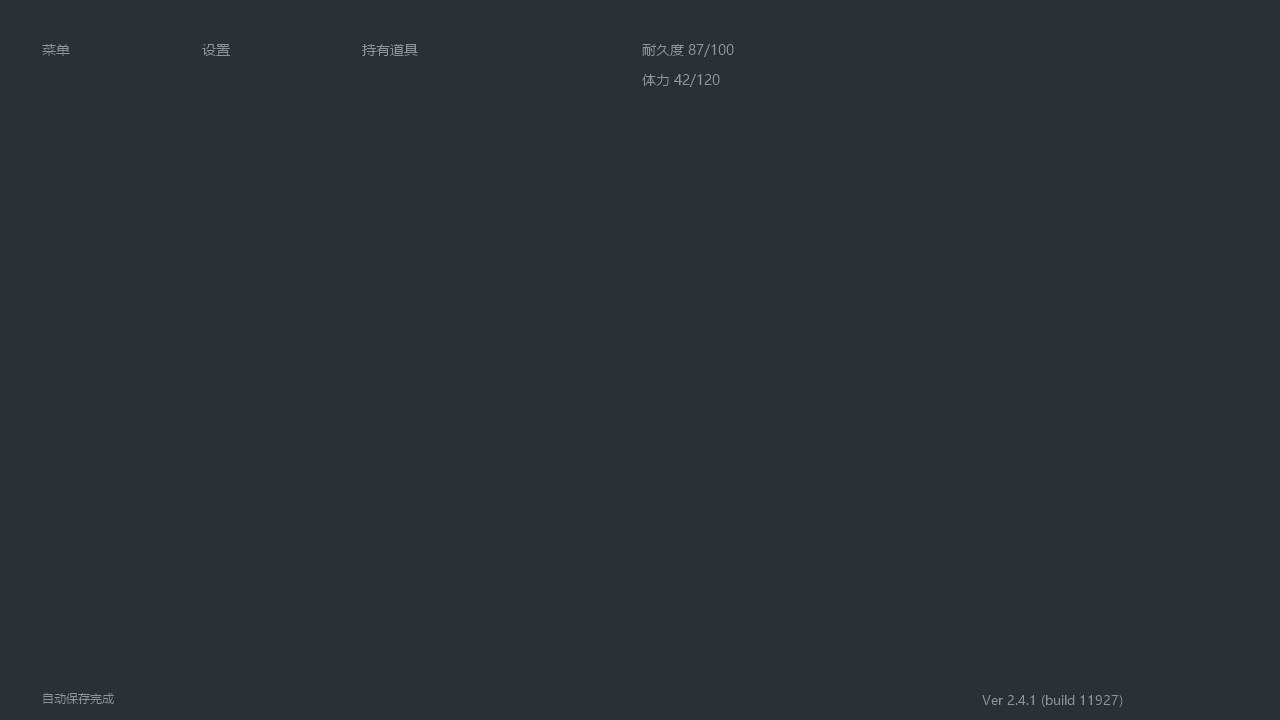 菜单
设置
持有道具
耐久度 87/100
体力 42/120
自动保存完成
Ver 2.4.1 (build 11927)